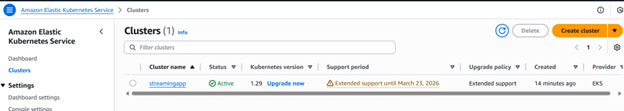 Amazon Elastic Kubernetes Service > Clusters
Amazon Elastic
Kubernetes Service
Dashboard
Clusters
Settings
Dashboard settings
Console settings
Clusters (1) Info
Delete
Create cluster
Filter clusters
1
Cluster name Status Kubernetes version Support period Upgrade policy Created Provider
streamingapp Active 1.29 Upgrade now Extended support until March 23, 2026 Extended support 14 minutes ago EKS